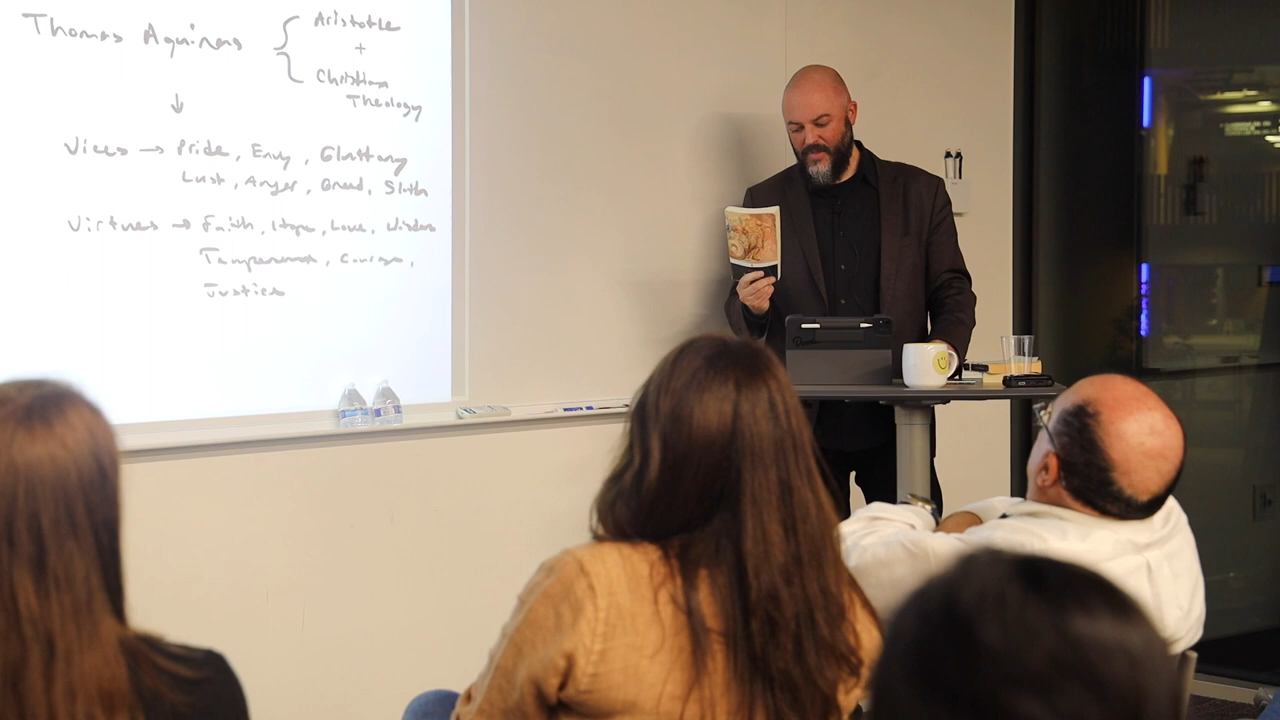 Thomas Aquinas { Aristotle
+
Christian
Theology
↓
Vices → Pride, Envy, Gluttony
Lust, Anger, Greed, Sloth
Virtues → Faith, Hope, Love, Wisdom
Temperament, Courage,
Justice